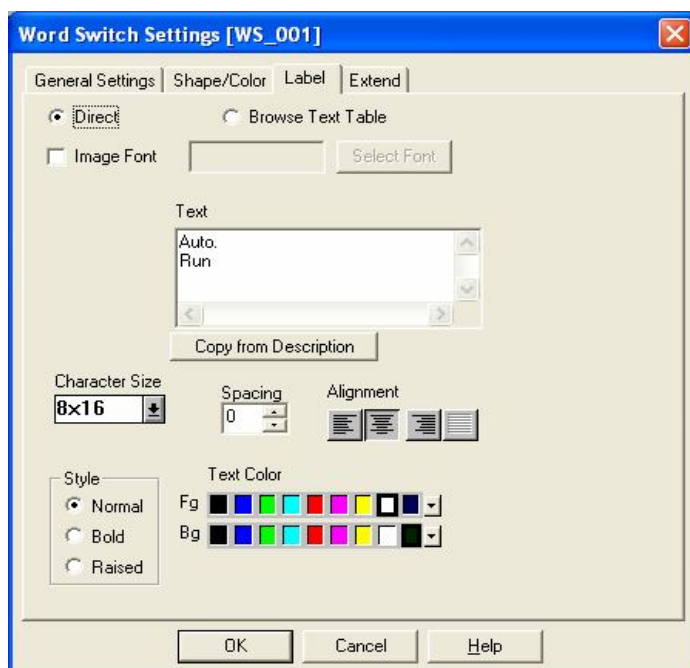 Word Switch Settings [WS_001]
General Settings Shape/Color Label Extend
Direct Browse Text Table
Image Font Select Font
Text
Auto.
Run
Copy from Description
Character Size Spacing Alignment
8×16 0
Style Text Color
Normal Fg
Bold Bg
Raised
OK Cancel Help